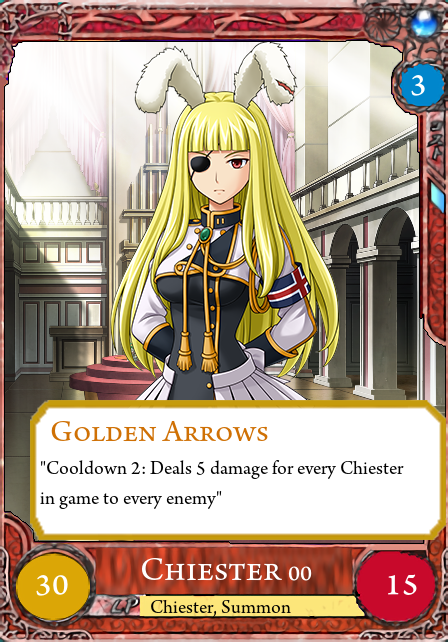 3
GOLDEN ARROWS
"Cooldown 2: Deals 5 damage for every Chiester
in game to every enemy"
CHIESTER 00
30
15
LP
Chiester, Summon